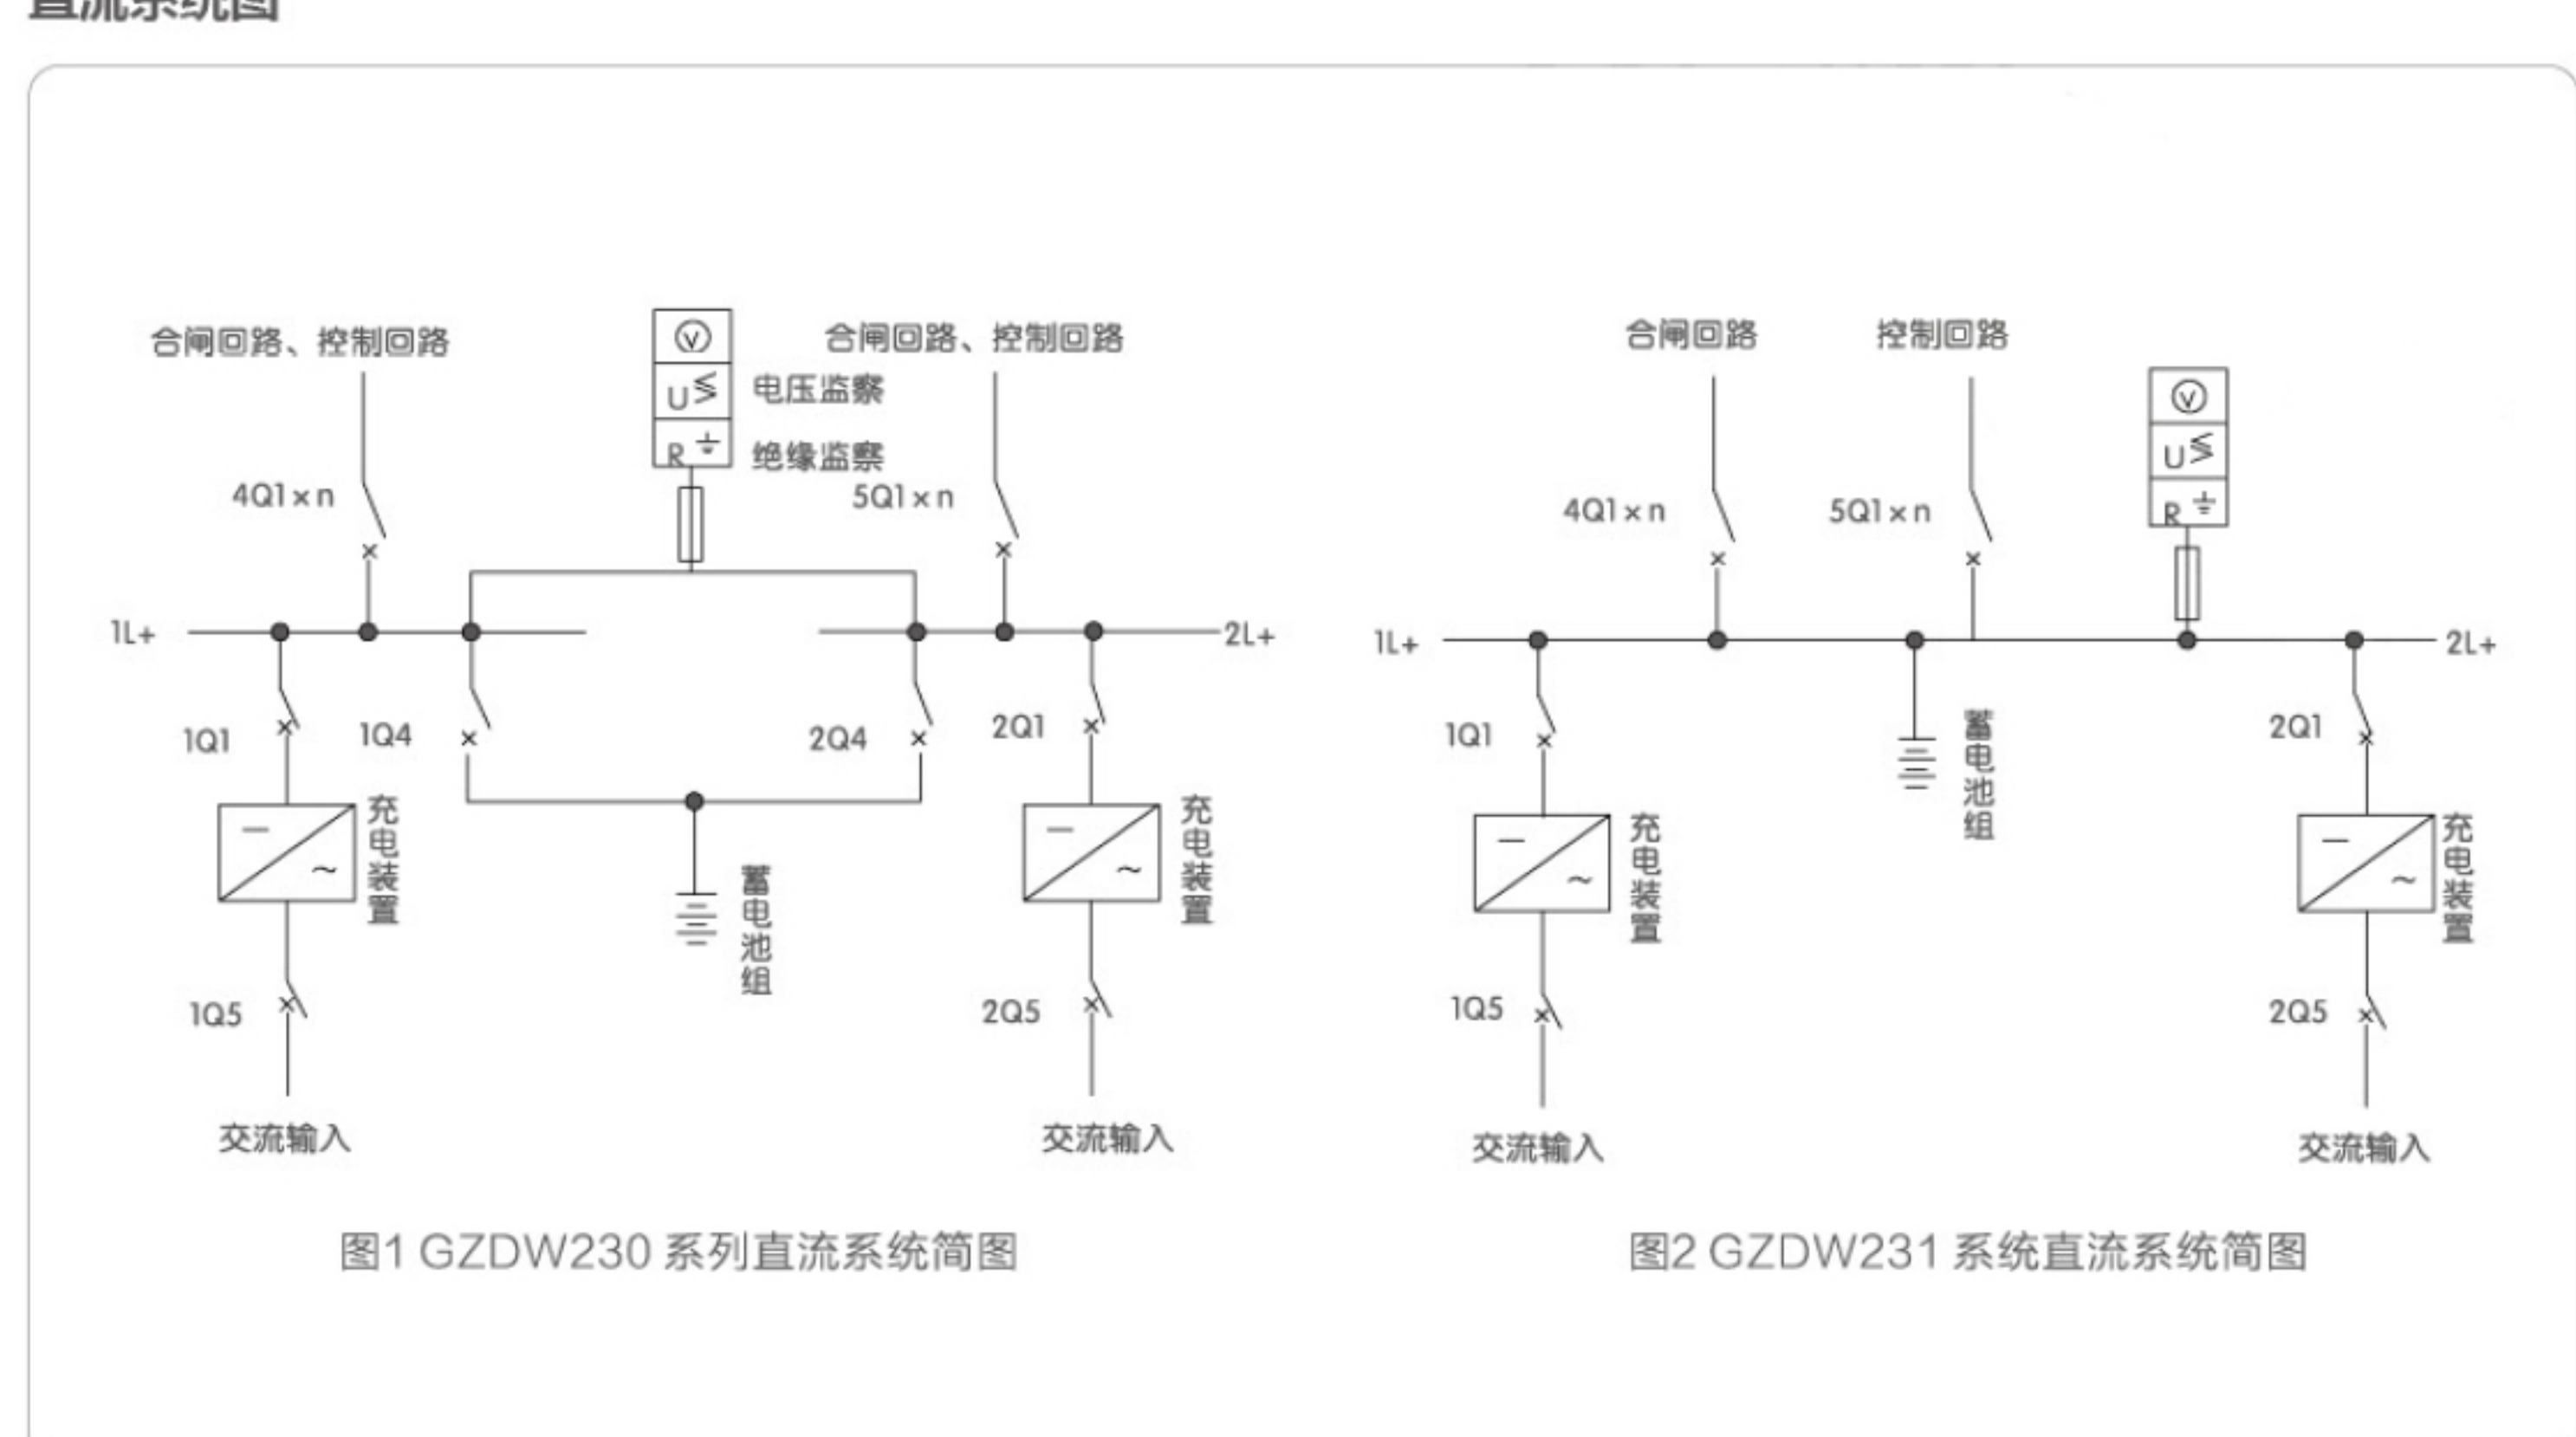 直流系统图
合闸回路、控制回路
V
U≶
电压监察
R
绝缘监察
合闸回路、控制回路
4Q1×n
5Q1×n
1L+
2L+
1Q1
1Q4
2Q4
2Q1
充电装置
蓄电池组
充电装置
1Q5
2Q5
交流输入
交流输入
图1 GZDW230 系列直流系统简图
合闸回路
控制回路
V
U≶
R
4Q1×n
5Q1×n
1L+
2L+
1Q1
蓄电池组
2Q1
充电装置
充电装置
1Q5
2Q5
交流输入
交流输入
图2 GZDW231 系统直流系统简图